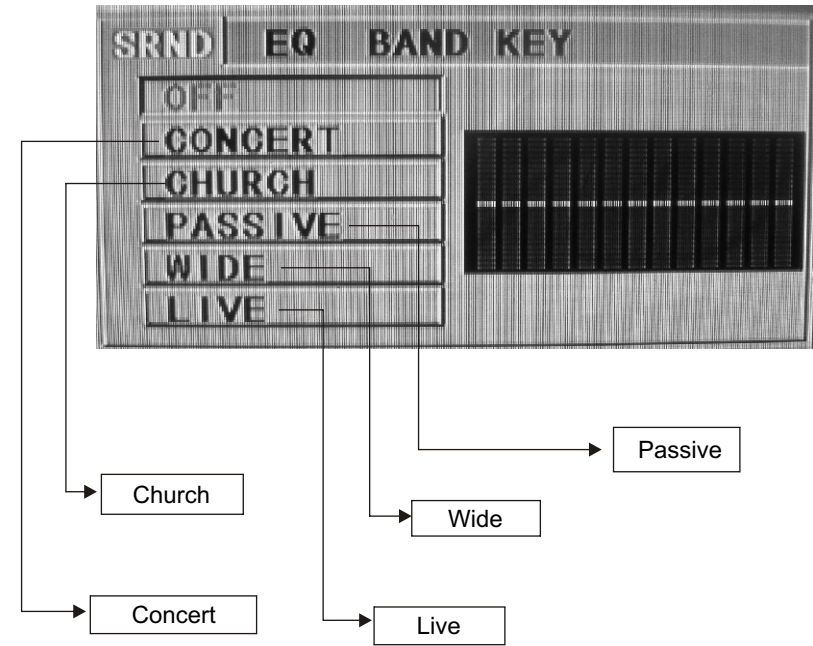 SRND EQ BAND KEY
OFF
CONCERT
CHURCH
PASSIVE
WIDE
LIVE
Passive
Church
Wide
Concert
Live